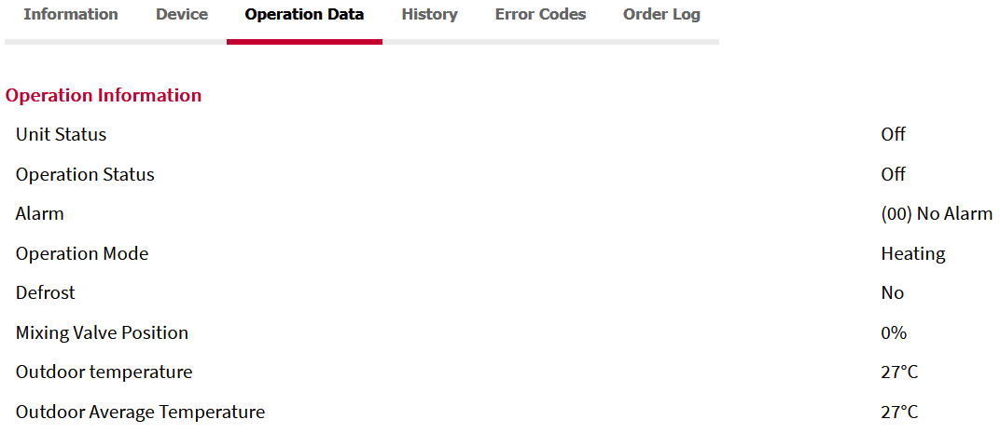 Information Device Operation Data History Error Codes Order Log
Operation Information
Unit Status Off
Operation Status Off
Alarm (00) No Alarm
Operation Mode Heating
Defrost No
Mixing Valve Position 0%
Outdoor temperature 27°C
Outdoor Average Temperature 27°C